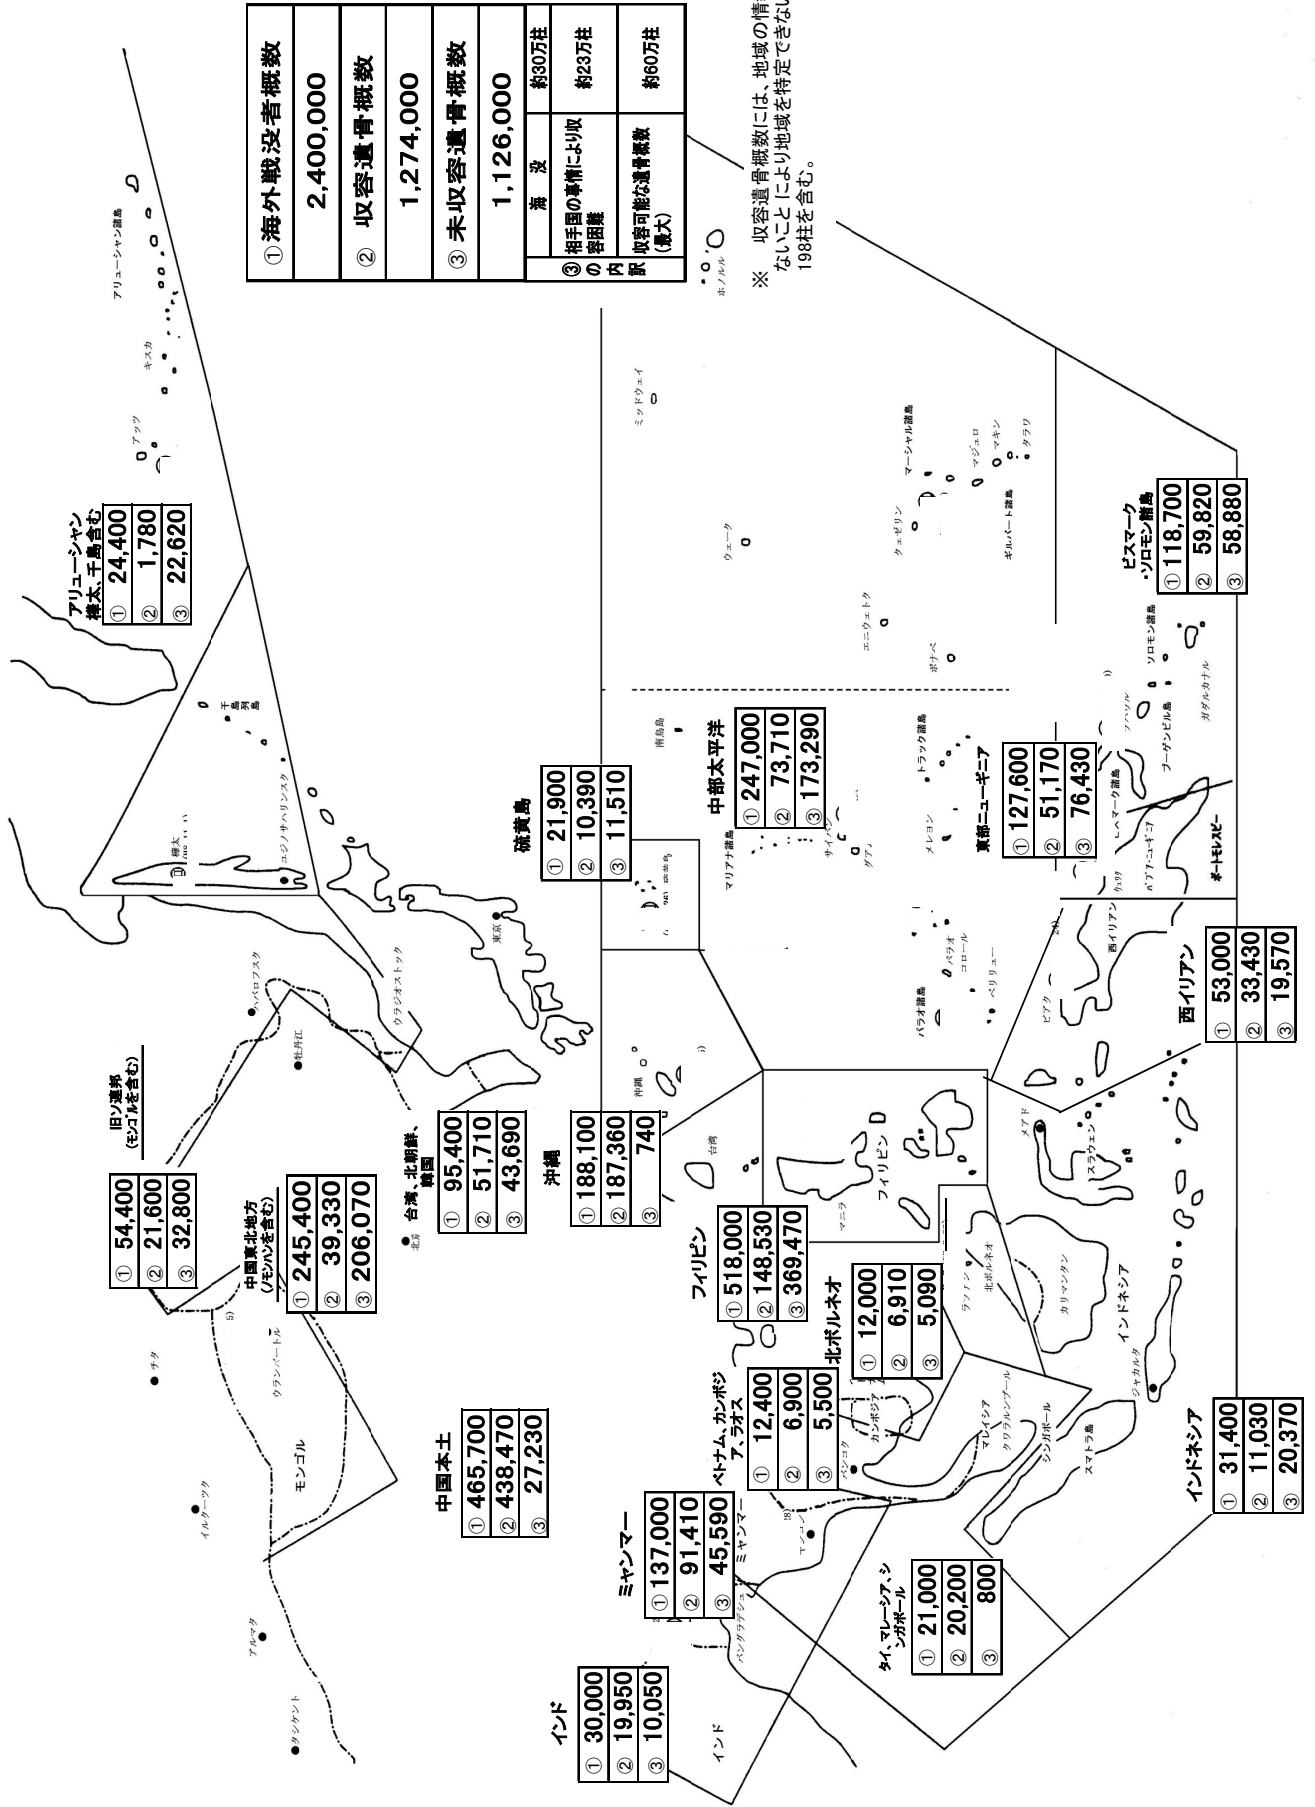 ①海外戦没者概数
2,400,000
② 収容遺骨概数
1,274,000
③未収容遺骨概数
1,126,000
③の内訳
海 没 約30万柱
相手国の事情により収容困難 約23万柱
収容可能な遺骨概数(最大) 約60万柱
※ 収容遺骨概数には、地域の情
ないことにより地域を特定できない
198柱を含む。
アリューシャン
樺太、千島含む
① 24,400
② 1,780
③ 22,620
旧ソ連邦
(モンゴルを含む)
① 54,400
② 21,600
③ 32,800
中国東北地方
(ノモンハンを含む)
① 245,400
② 39,330
③ 206,070
中国本土
① 465,700
② 438,470
③ 27,230
台湾、北朝鮮、
韓国
① 95,400
② 51,710
③ 43,690
沖縄
① 188,100
② 187,360
③ 740
硫黄島
① 21,900
② 10,390
③ 11,510
中部太平洋
① 247,000
② 73,710
③ 173,290
フィリピン
① 518,000
② 148,530
③ 369,470
ベトナム、カンボジ
ア、ラオス
① 12,400
② 6,900
③ 5,500
北ボルネオ
① 12,000
② 6,910
③ 5,090
ミャンマー
① 137,000
② 91,410
③ 45,590
インド
① 30,000
② 19,950
③ 10,050
タイ、マレーシア、シ
ンガポール
① 21,000
② 20,200
③ 800
インドネシア
① 31,400
② 11,030
③ 20,370
西イリアン
① 53,000
② 33,430
③ 19,570
東部ニューギニア
① 127,600
② 51,170
③ 76,430
ビスマーク
・ソロモン諸島
① 118,700
② 59,820
③ 58,880
アリューシャン諸島
キスカ
アッツ
千島列島
樺太
ユジノサハリンスク
ハバロフスク
牡丹江
ウラジオストック
チタ
イルクーツク
ウランバートル
モンゴル
アルマタ
タシケント
東京
沖縄
台湾
南鳥島
ミッドウェイ
ホノルル
ウェーク
マーシャル諸島
クェゼリン
マジュロ
マキン
タラワ
ギルバート諸島
エニウェトク
ポナペ
トラック諸島
メレヨン
マリアナ諸島
パラオ諸島
パラオ
コロール
ペリリュー
ソロモン諸島
ブーゲンビル島
ガダルカナル
ポートモレスビー
西イリアン
ビアク
メナド
スラウェシ
マニラ
フィリピン
北ボルネオ
カリマンタン
インドネシア
ジャカルタ
スマトラ島
シンガポール
クワラルンプール
マレイシア
カンボジア
バンコク
ミャンマー
バングラデシュ
インド